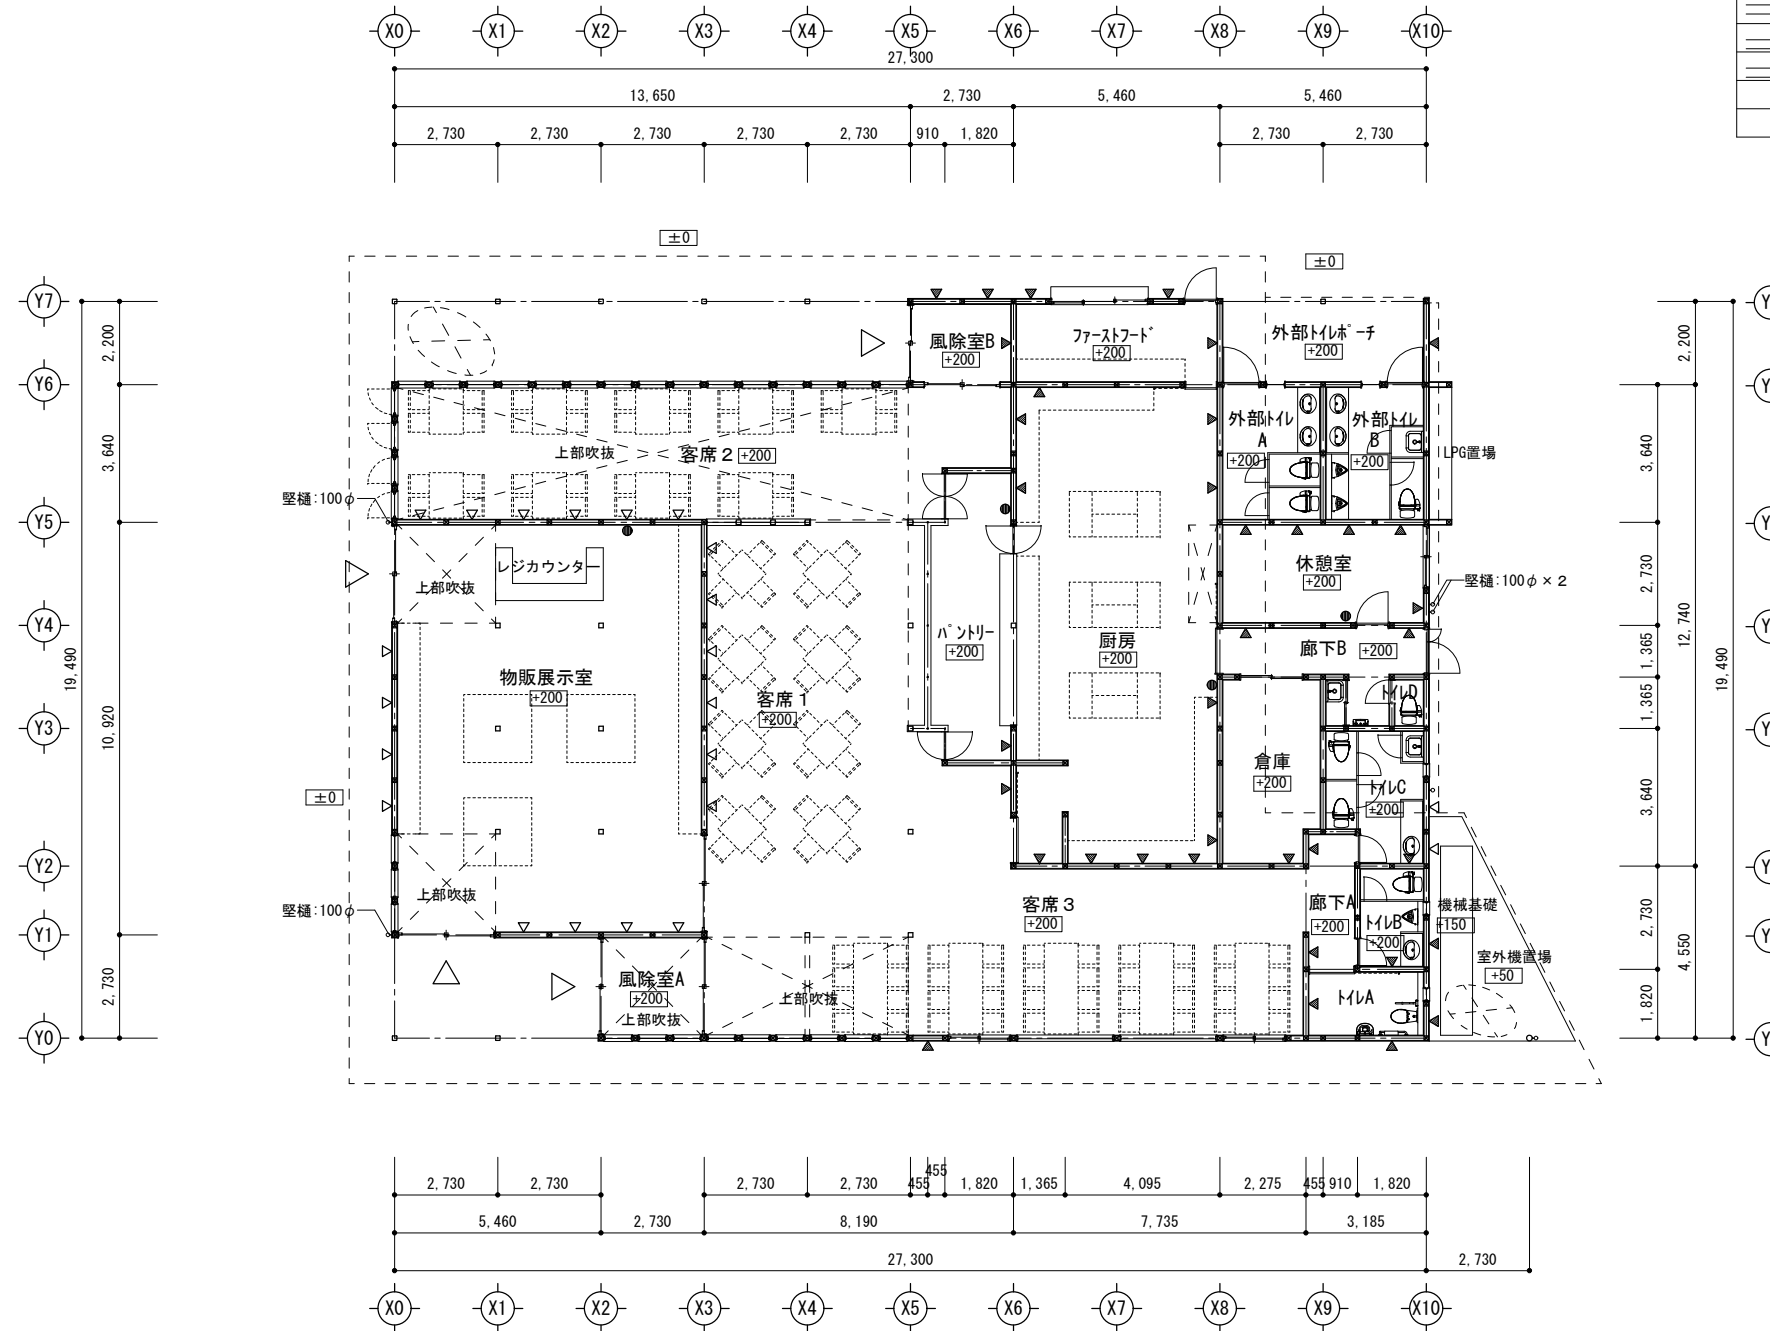 X0 X1 X2 X3 X4 X5 X6 X7 X8 X9 X10
27,300
13,650 2,730 5,460 5,460
2,730 2,730 2,730 2,730 2,730 910 1,820 2,730 2,730
±0
±0
Y7
Y6
Y5
Y4
Y3
Y2
Y1
Y0
2,200
3,640
10,920
2,730
19,490
風除室B
+200
ファーストフード
+200
外部トイレポーチ
+200
上部吹抜
客席2 +200
外部トイレ
A
+200
外部トイレ
B
+200
LPG置場
竪樋:100φ
レジカウンター
上部吹抜
休憩室
+200
竪樋:100φ×2
パントリー
+200
厨房
+200
廊下B +200
物販展示室
+200
客席1
+200
トイレD
倉庫
+200
トイレC
+200
±0
上部吹抜
竪樋:100φ
客席3
+200
廊下A
+200
トイレB
+200
機械基礎
+150
風除室A
+200
上部吹抜
上部吹抜
トイレA
室外機置場
+50
2,200
3,640
2,730
1,365
1,365
3,640
2,730
1,820
12,740
4,550
19,490
Y
Y
Y
Y
Y
Y
Y
Y
2,730 2,730 2,730 2,730 455 455 1,820 1,365 4,095 2,275 455 910 1,820
5,460 2,730 8,190 7,735 3,185
27,300 2,730
X0 X1 X2 X3 X4 X5 X6 X7 X8 X9 X10